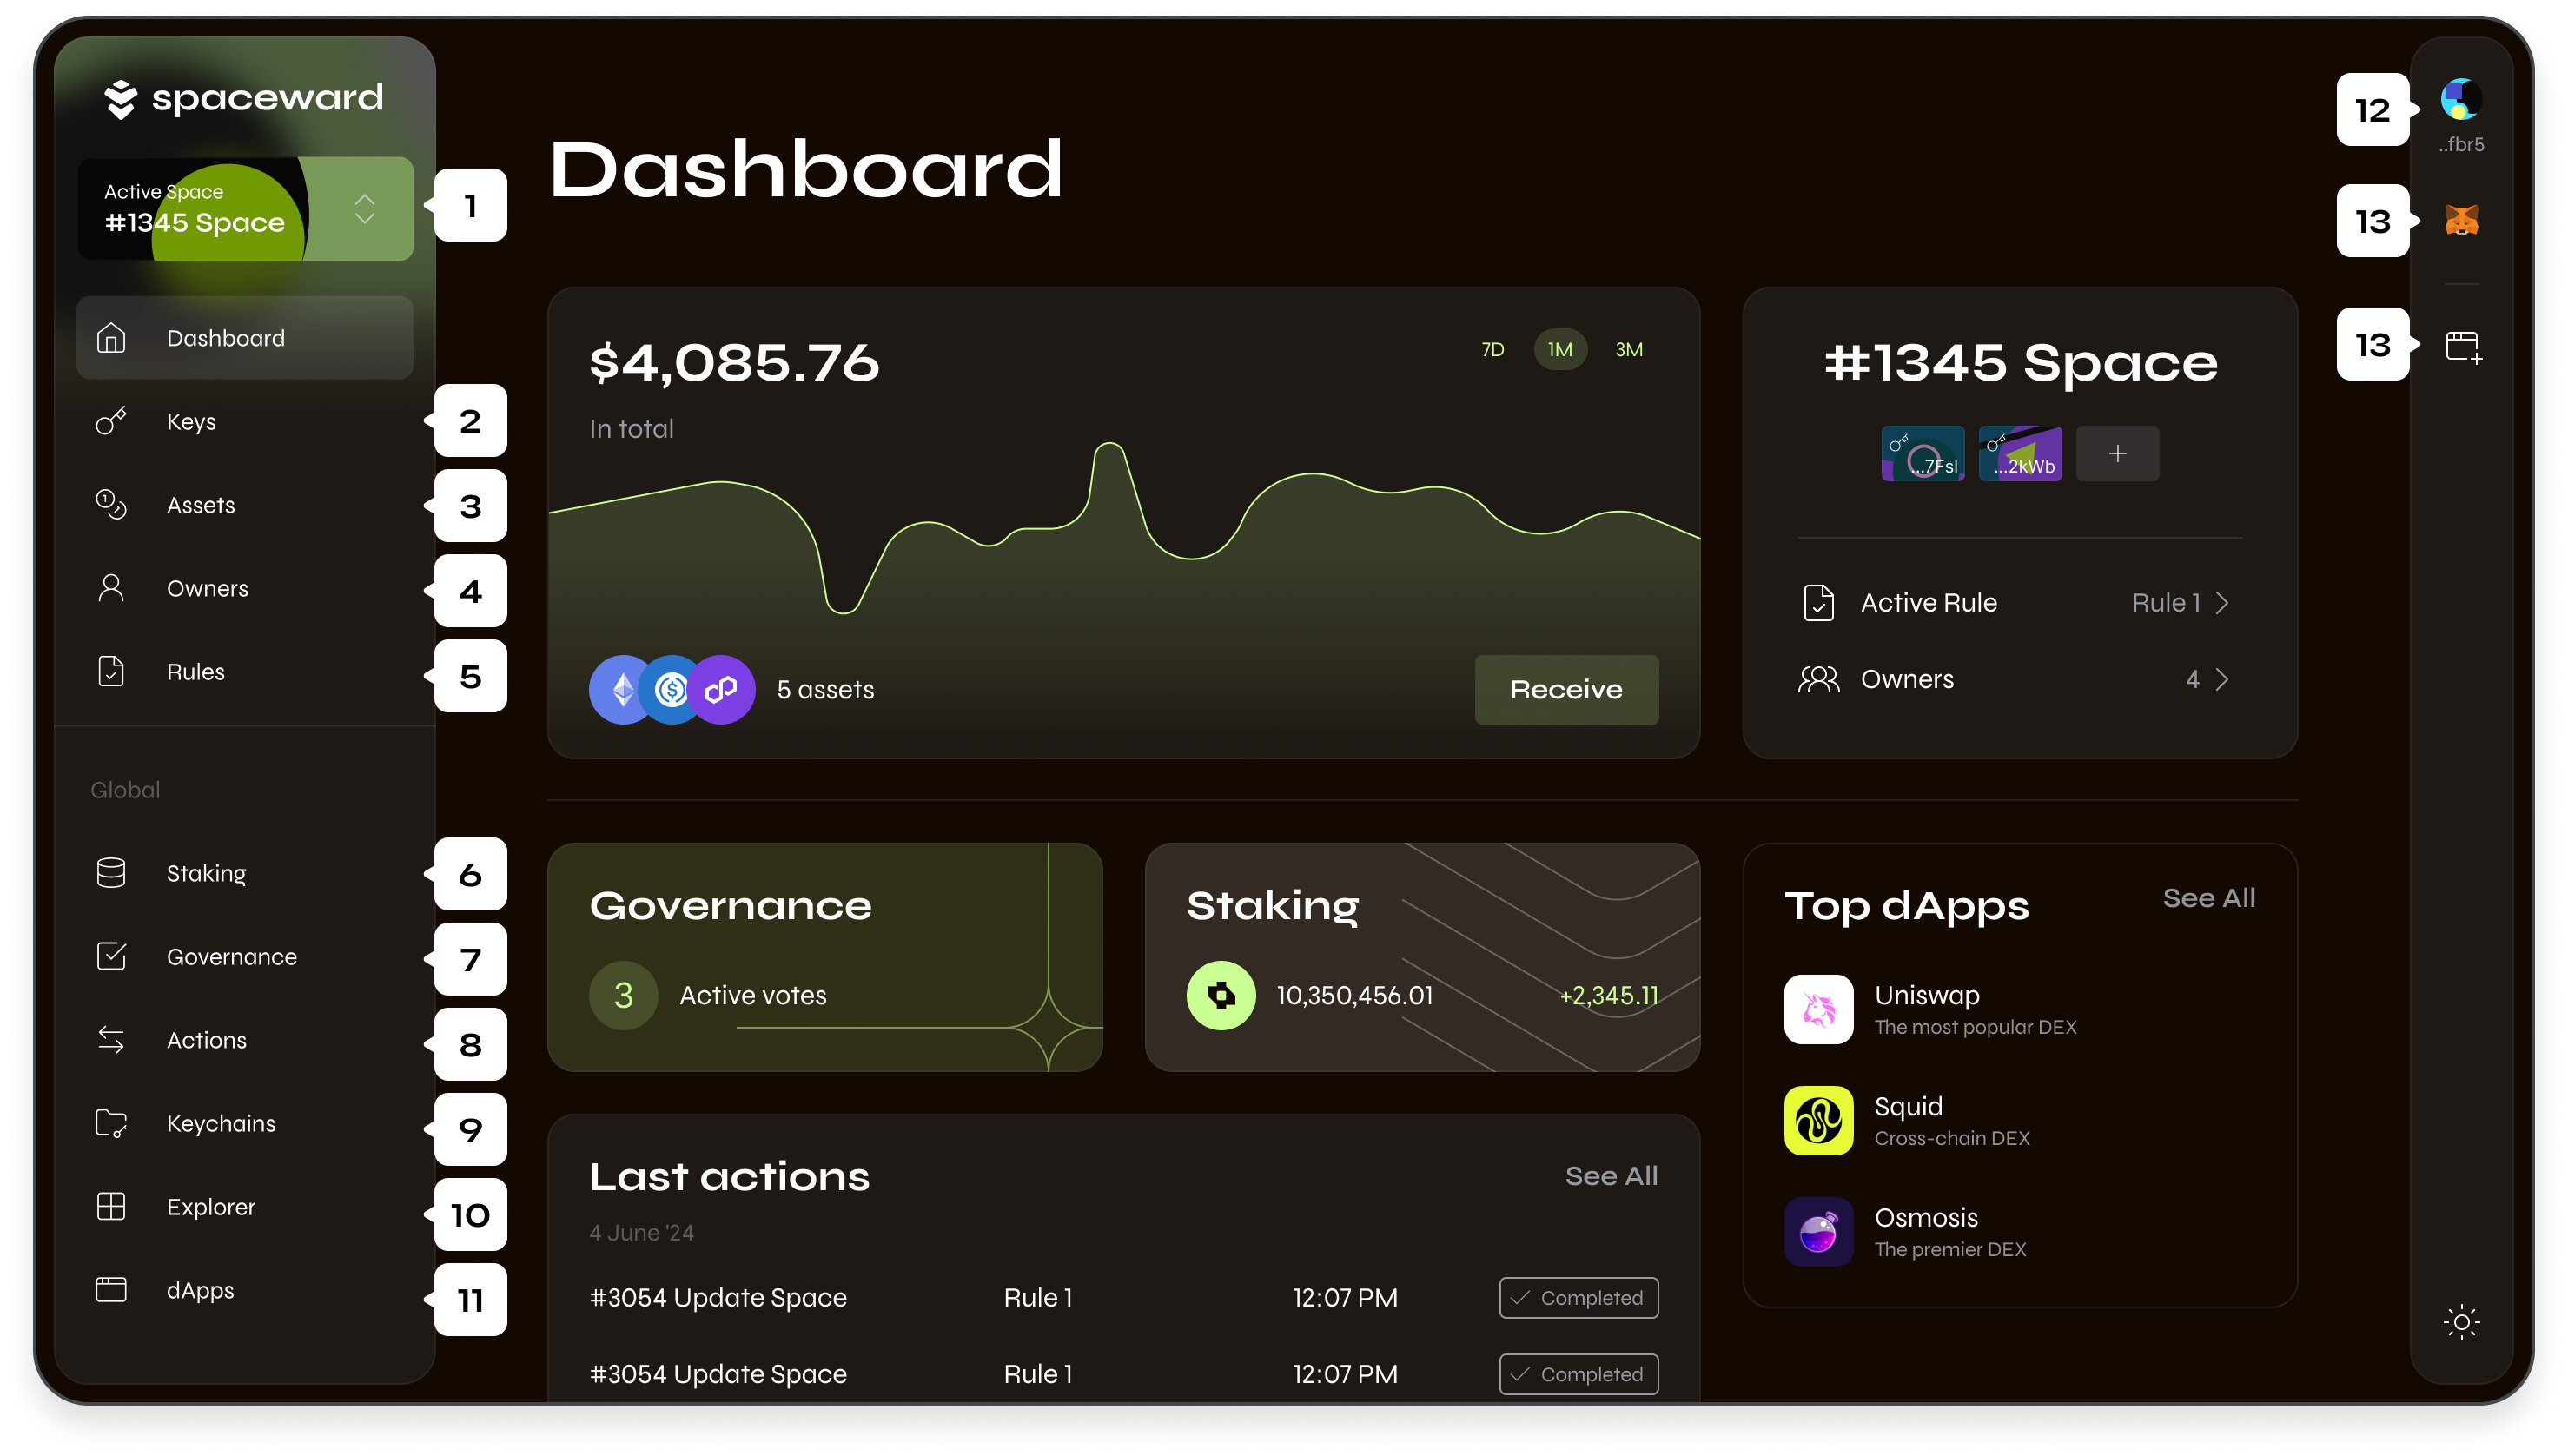 spaceward
Active Space
#1345 Space
1
Dashboard
Keys
2
Assets
3
Owners
4
Rules
5
Global
Staking
6
Governance
7
Actions
8
Keychains
9
Explorer
10
dApps
11
Dashboard
$4,085.76
In total
7D 1M 3M
5 assets
Receive
#1345 Space
...7Fsl
...2kWb
+
Active Rule Rule 1
Owners 4
Governance
3 Active votes
Staking
10,350,456.01 +2,345.11
Top dApps See All
Uniswap
The most popular DEX
Squid
Cross-chain DEX
Osmosis
The premier DEX
Last actions See All
4 June '24
#3054 Update Space Rule 1 12:07 PM Completed
#3054 Update Space Rule 1 12:07 PM Completed
12
..fbr5
13
13